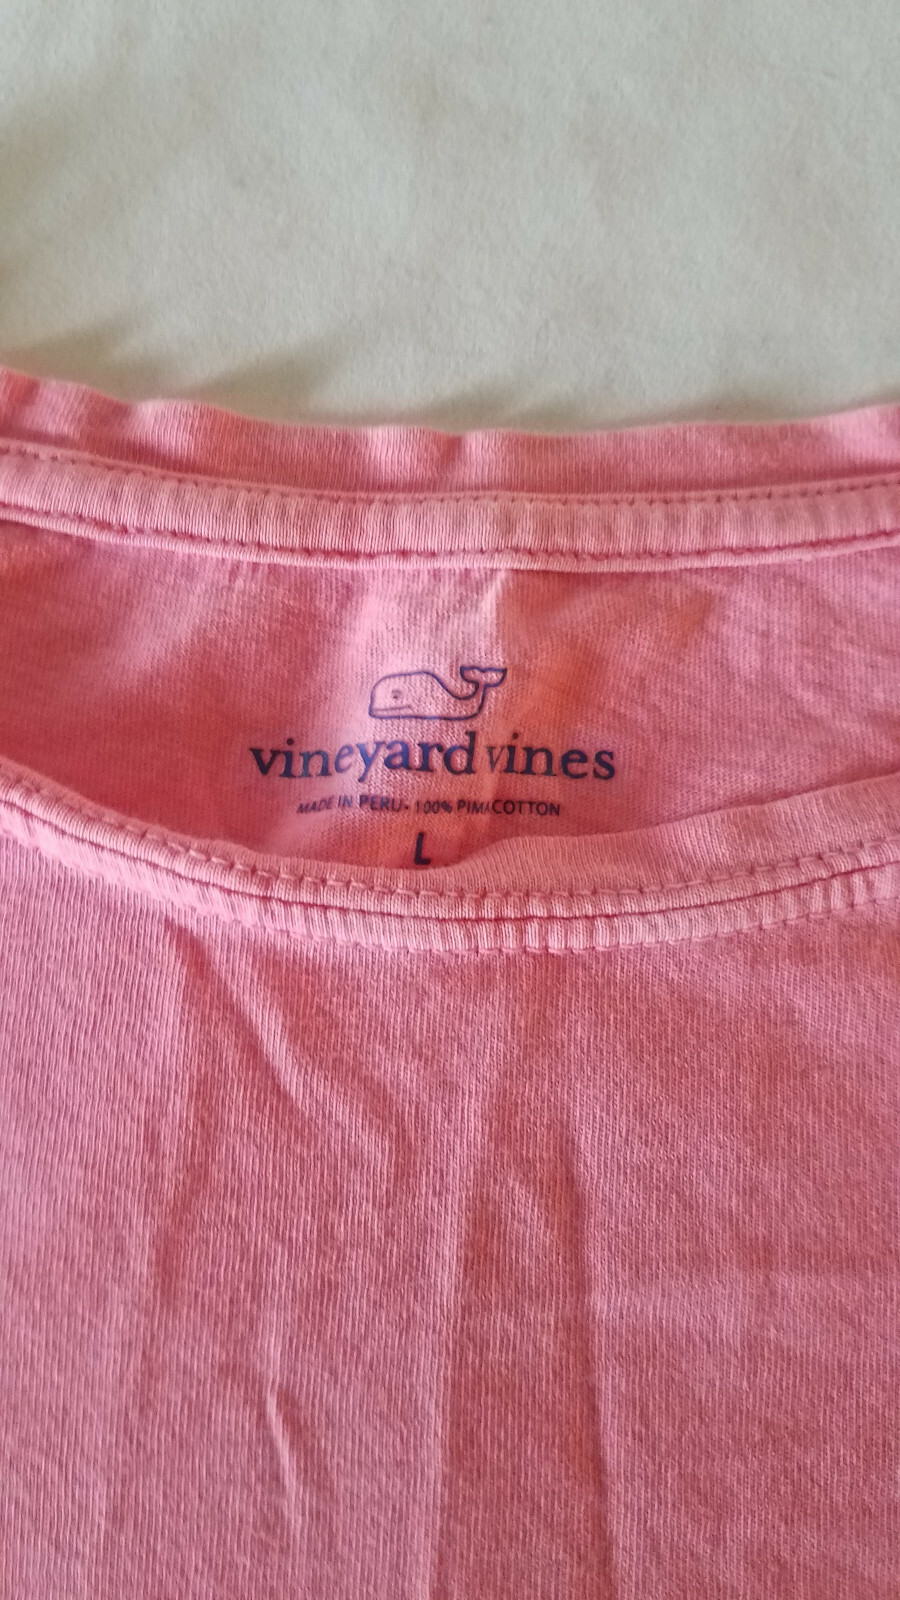 vineyard vines
MADE IN PERU - 100% PIMA COTTON
L